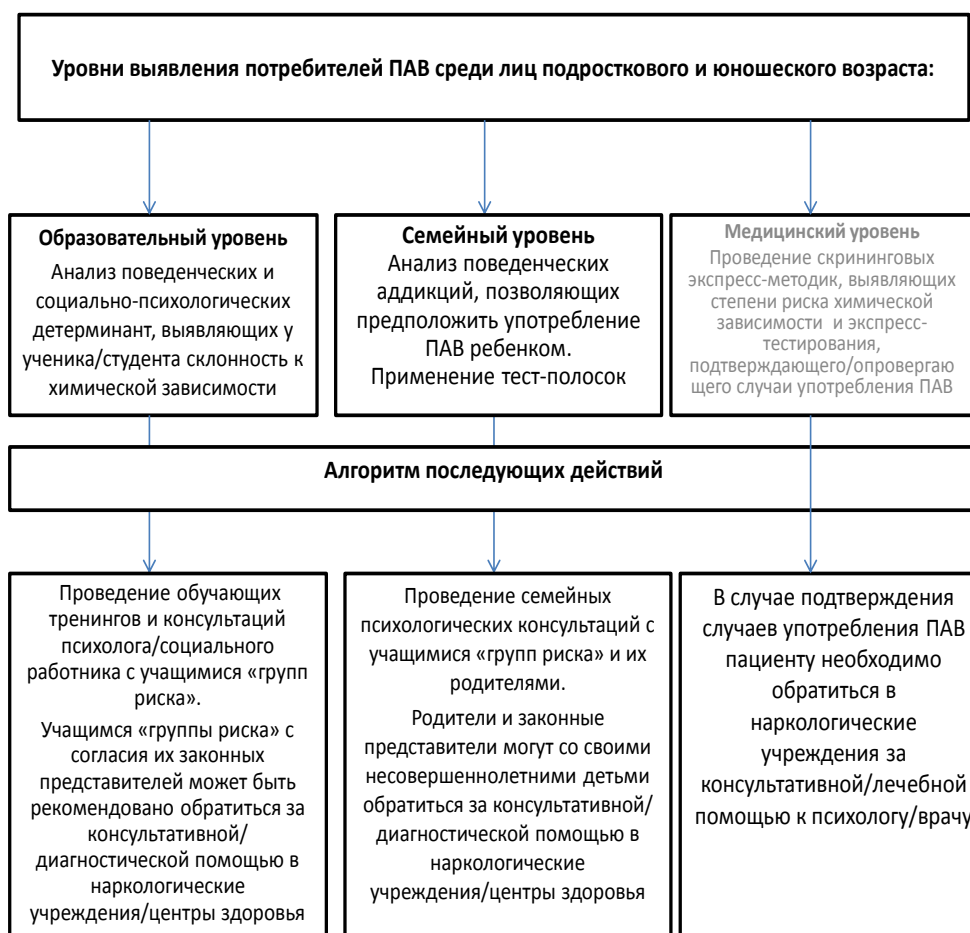 Уровни выявления потребителей ПАВ среди лиц подросткового и юношеского возраста:
Образовательный уровень
Анализ поведенческих и
социально-психологических
детерминант, выявляющих у
ученика/студента склонность к
химической зависимости
Семейный уровень
Анализ поведенческих
аддикций, позволяющих
предположить употребление
ПАВ ребенком.
Применение тест-полосок
Медицинский уровень
Проведение скрининговых
экспресс-методик, выявляющих
степени риска химической
зависимости и экспресс-
тестирования,
подтверждающего/опровергаю
щего случаи употребления ПАВ
Алгоритм последующих действий
Проведение обучающих
тренингов и консультаций
психолога/социального
работника с учащимися «групп
риска».
Учащимся «группы риска» с
согласия их законных
представителей может быть
рекомендовано обратиться за
консультативной/
диагностической помощью в
наркологические
учреждения/центры здоровья
Проведение семейных
психологических консультаций с
учащимися «групп риска» и их
родителями.
Родители и законные
представители могут со своими
несовершеннолетними детьми
обратиться за консультативной/
диагностической помощью в
наркологические
учреждения/центры здоровья
В случае подтверждения
случаев употребления ПАВ
пациенту необходимо
обратиться в
наркологические
учреждения за
консультативной/лечебной
помощью к психологу/врачу